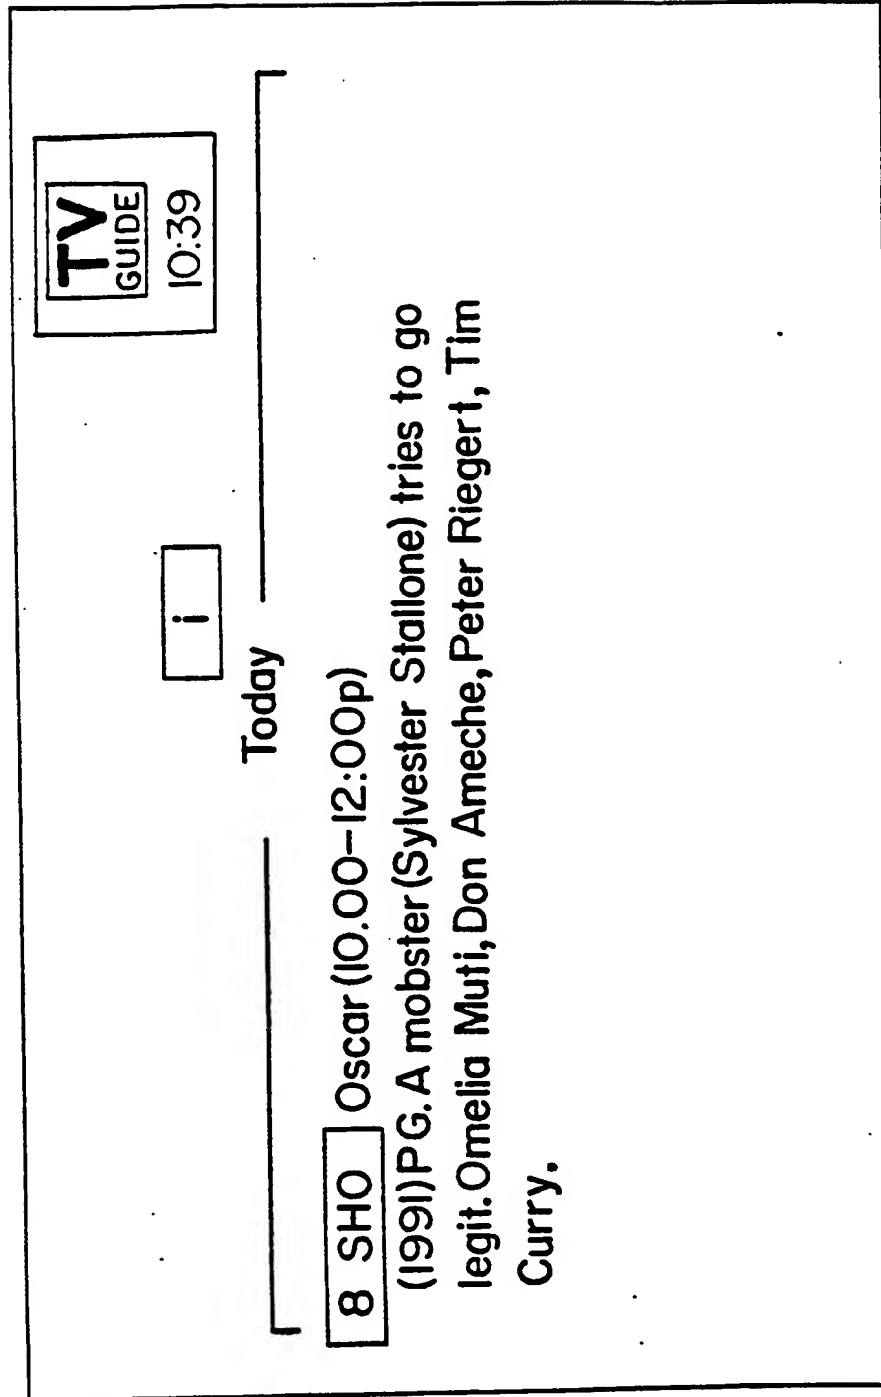 TV
GUIDE
10:39
i
Today
8 SHO Oscar (10.00-12:00p)
(1991) PG. A mobster (Sylvester Stallone) tries to go
legit. Omelia Muti, Don Ameche, Peter Riegert, Tim
Curry.